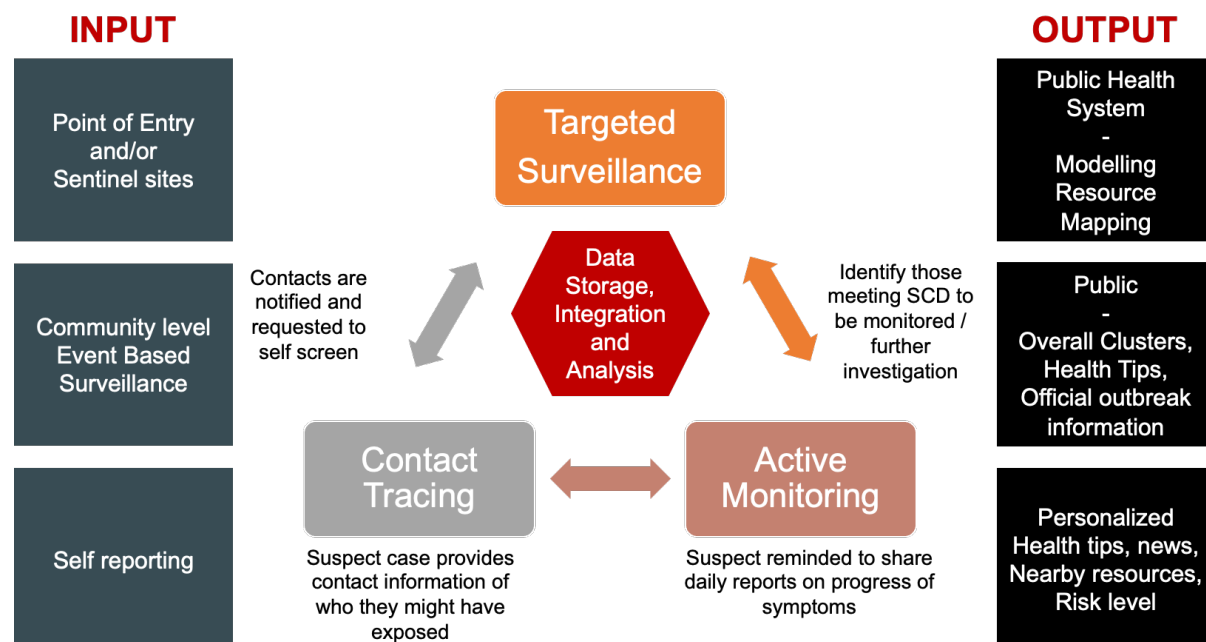 INPUT
Point of Entry
and/or
Sentinel sites
Community level
Event Based
Surveillance
Self reporting
Targeted
Surveillance
Data
Storage,
Integration
and
Analysis
Contacts are
notified and
requested to
self screen
Identify those
meeting SCD to
be monitored /
further
investigation
Contact
Tracing
Suspect case provides
contact information of
who they might have
exposed
Active
Monitoring
Suspect reminded to share
daily reports on progress of
symptoms
OUTPUT
Public Health
System
-
Modelling
Resource
Mapping
Public
-
Overall Clusters,
Health Tips,
Official outbreak
information
Personalized
Health tips, news,
Nearby resources,
Risk level